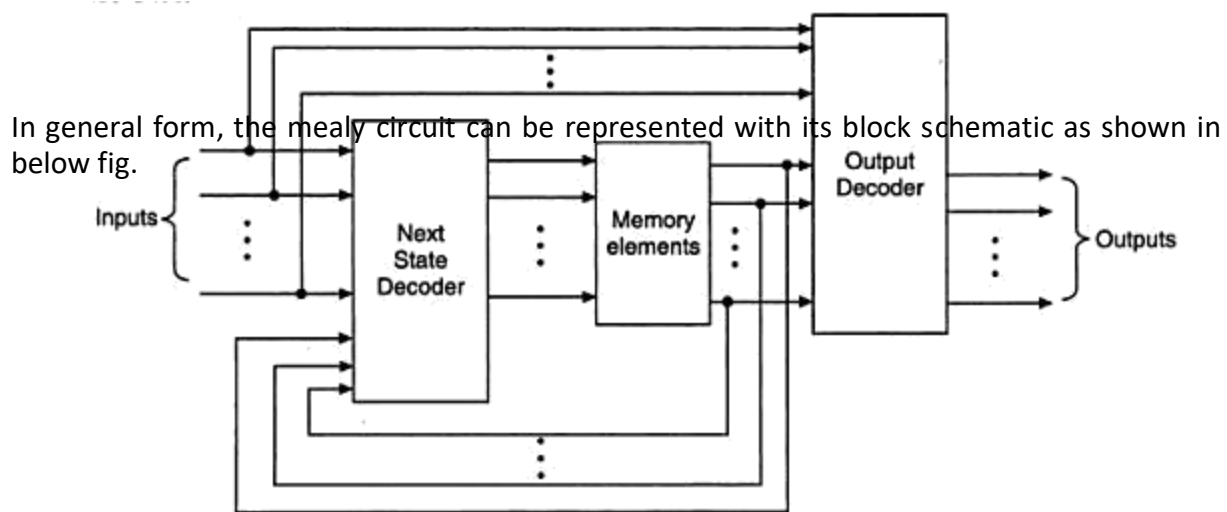 In general form, the mealy circuit can be represented with its block schematic as shown in
below fig.
Inputs
Next
State
Decoder
Memory
elements
Output
Decoder
Outputs